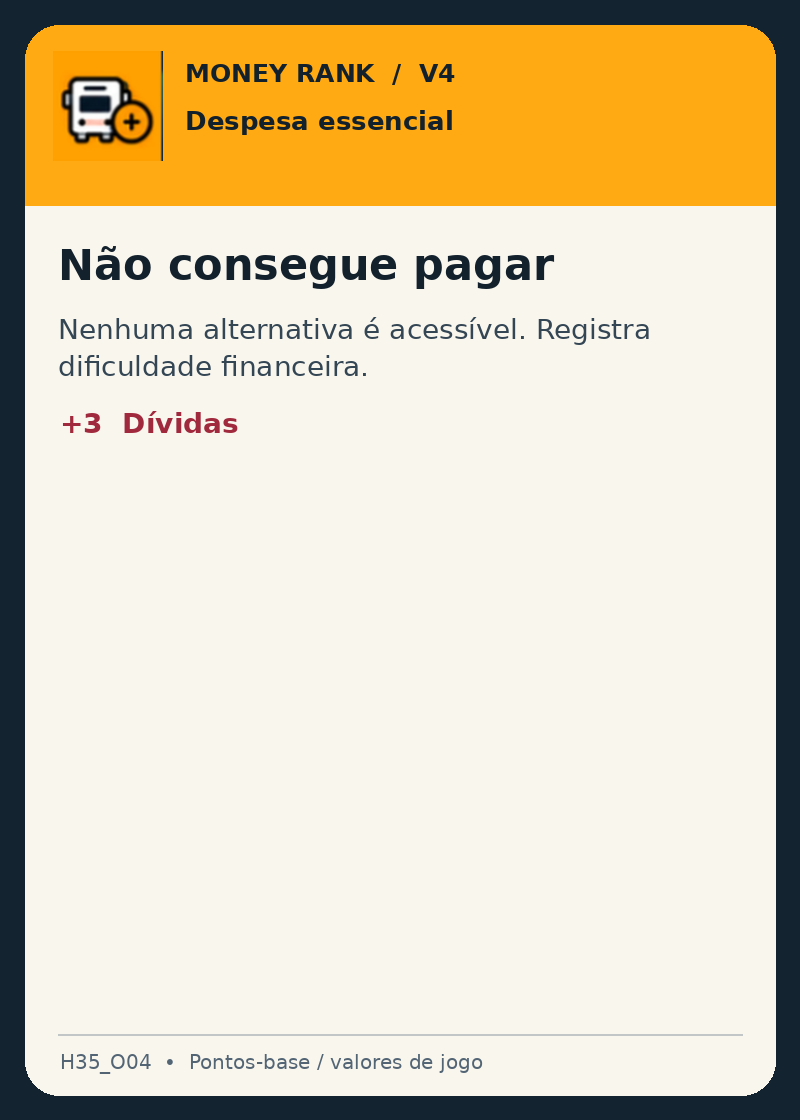 MONEY RANK / V4
Despesa essencial
Não consegue pagar
Nenhuma alternativa é acessível. Registra
dificuldade financeira.
+3 Dívidas
H35_O04 • Pontos-base / valores de jogo